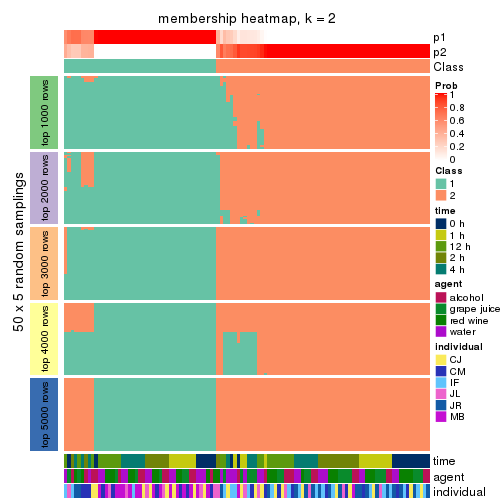 membership heatmap, k = 2
p1
p2
Class
50 x 5 random samplings
top 1000 rows
top 2000 rows
top 3000 rows
top 4000 rows
top 5000 rows
time
agent
individual
Prob
1
0.8
0.6
0.4
0.2
0
Class
1
2
time
0 h
1 h
12 h
2 h
4 h
agent
alcohol
grape juice
red wine
water
individual
CJ
CM
IF
JL
JR
MB